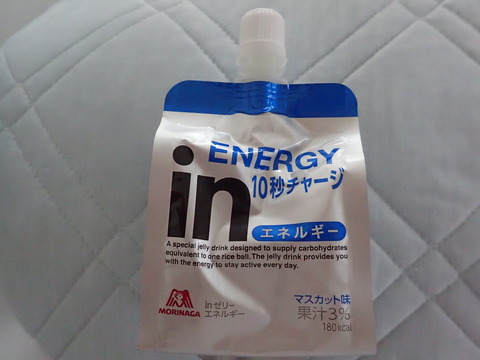 ENERGY
in
10秒チャージ
エネルギー
A special jelly drink designed to supply carbohydrates
equivalent to one rice ball. The jelly drink provides you
with the energy to stay active every day.
MORINAGA
inゼリー
エネルギー
マスカット味
果汁3%
180kcal